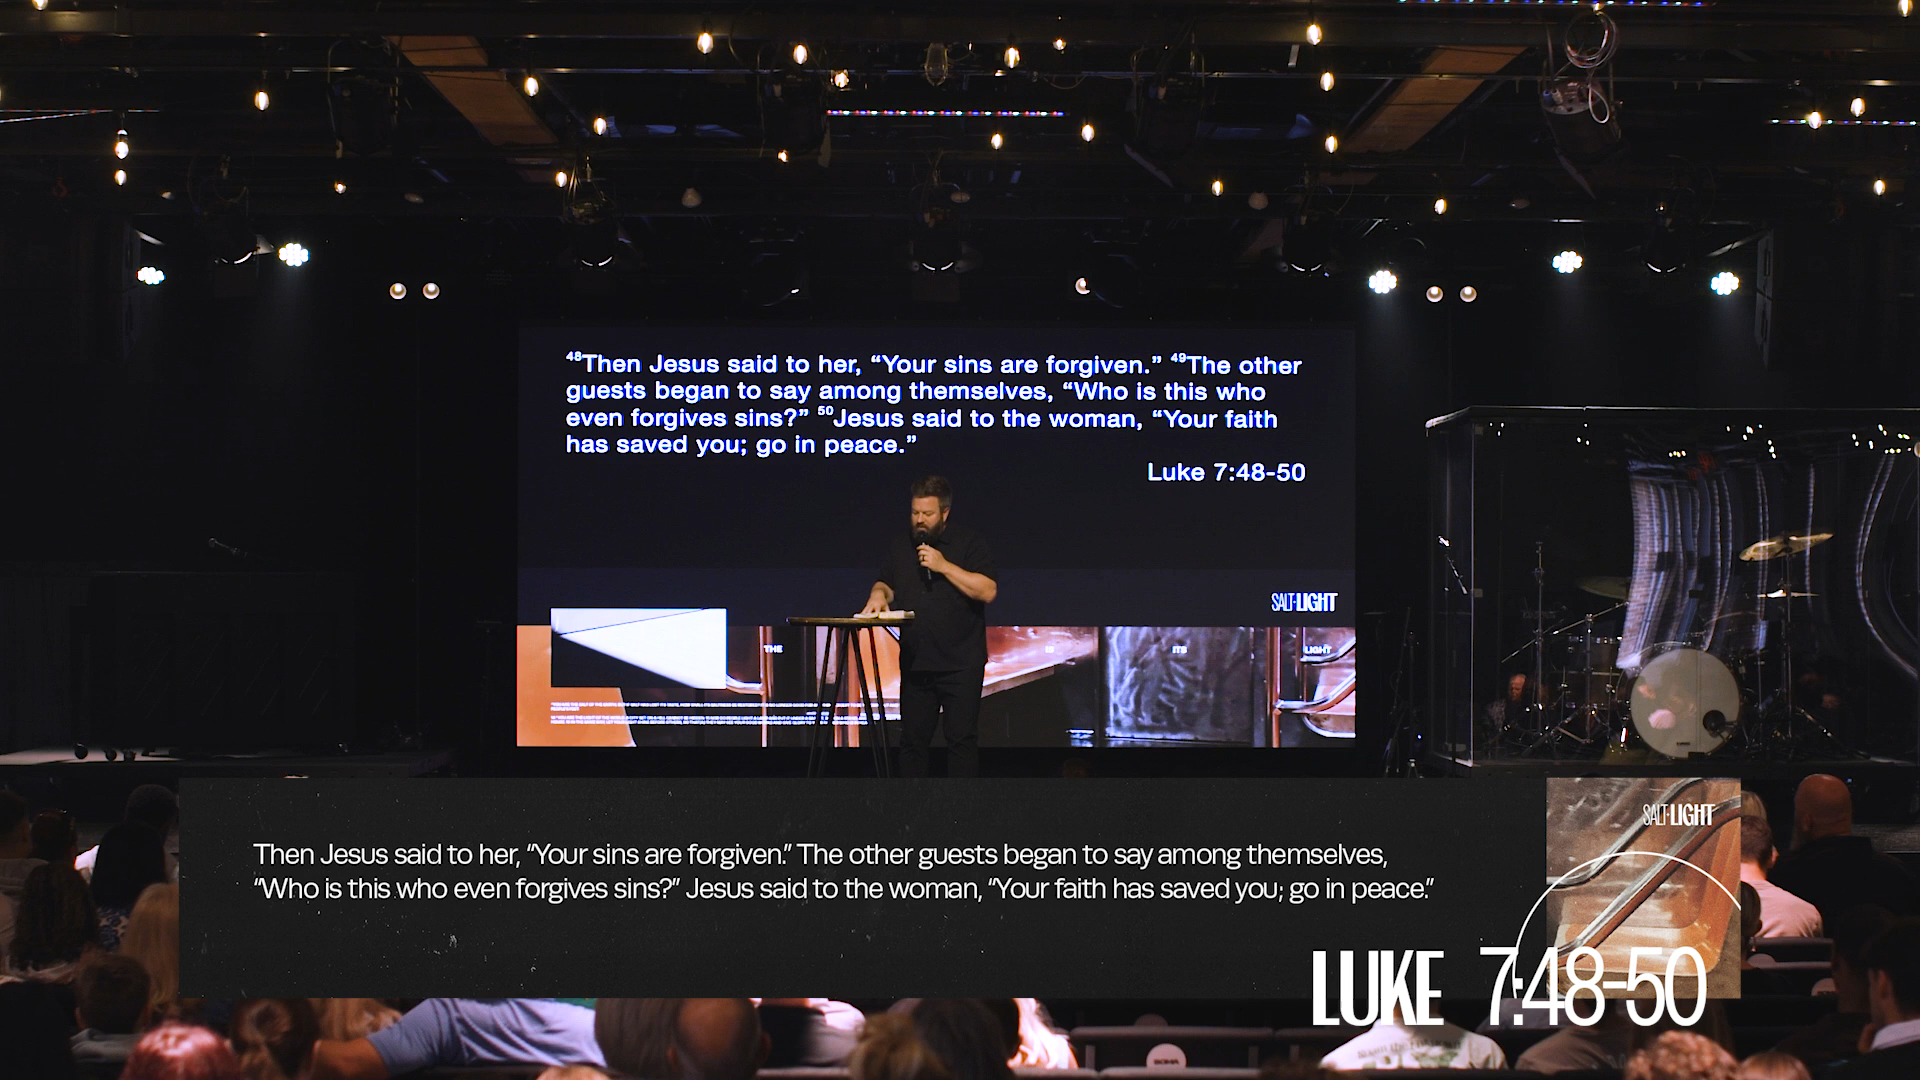 ⁴⁸Then Jesus said to her, “Your sins are forgiven.” ⁴⁹The other
guests began to say among themselves, “Who is this who
even forgives sins?” ⁵⁰Jesus said to the woman, “Your faith
has saved you; go in peace.”
Luke 7:48-50
SALT+LIGHT
THE
IS
ITS
LIGHT
SALT+LIGHT
Then Jesus said to her, “Your sins are forgiven.” The other guests began to say among themselves,
“Who is this who even forgives sins?” Jesus said to the woman, “Your faith has saved you; go in peace.”
LUKE 7:48-50